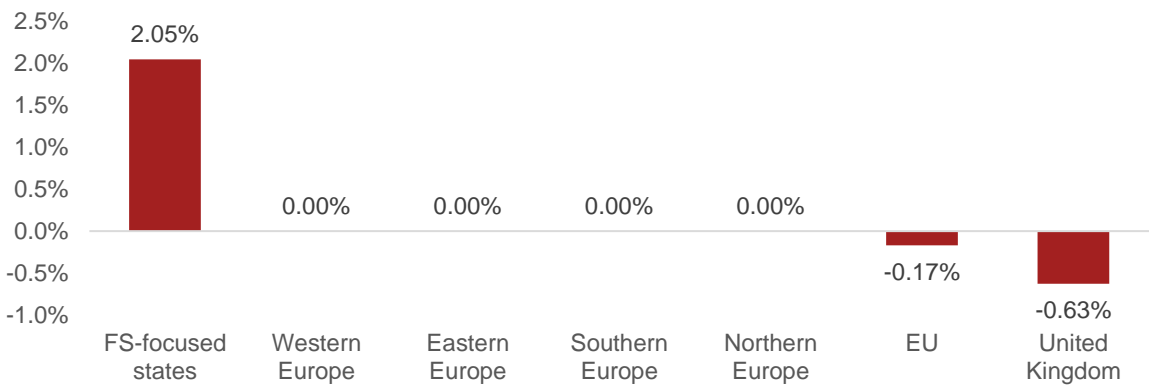 2.5%
2.0%
1.5%
1.0%
0.5%
0.0%
-0.5%
-1.0%
2.05%
0.00%
0.00%
0.00%
0.00%
-0.17%
-0.63%
FS-focused
states
Western
Europe
Eastern
Europe
Southern
Europe
Northern
Europe
EU
United
Kingdom